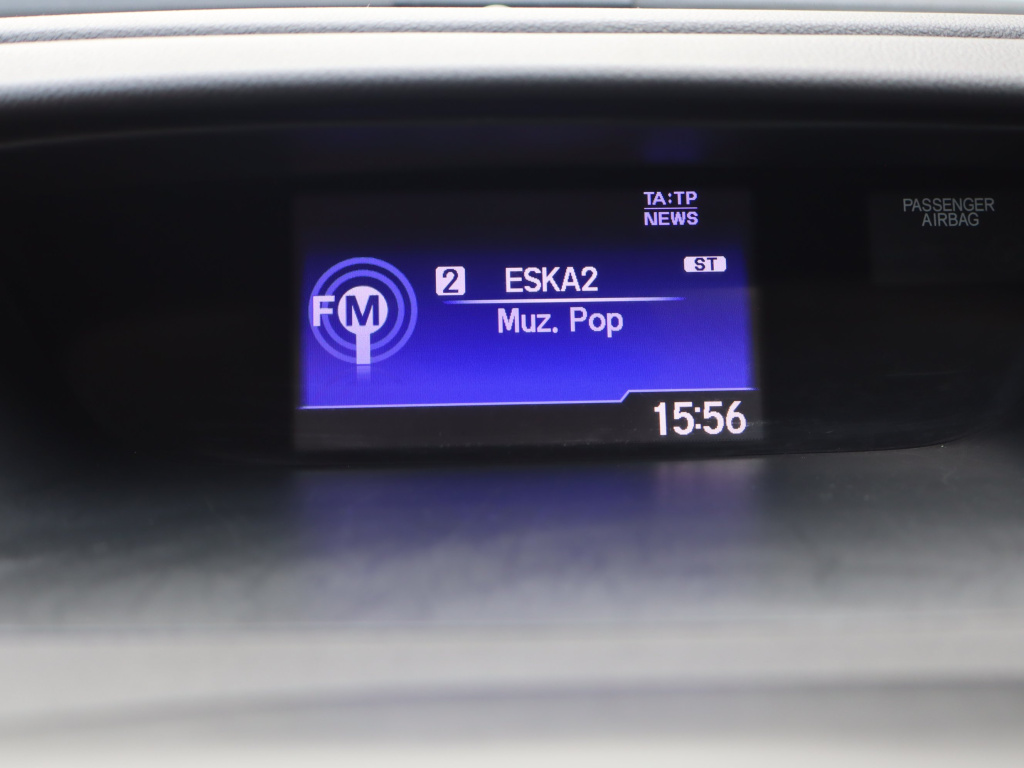 TA:TP
NEWS
PASSENGER
AIRBAG
ST
2 ESKA2
FM
Muz. Pop
15:56